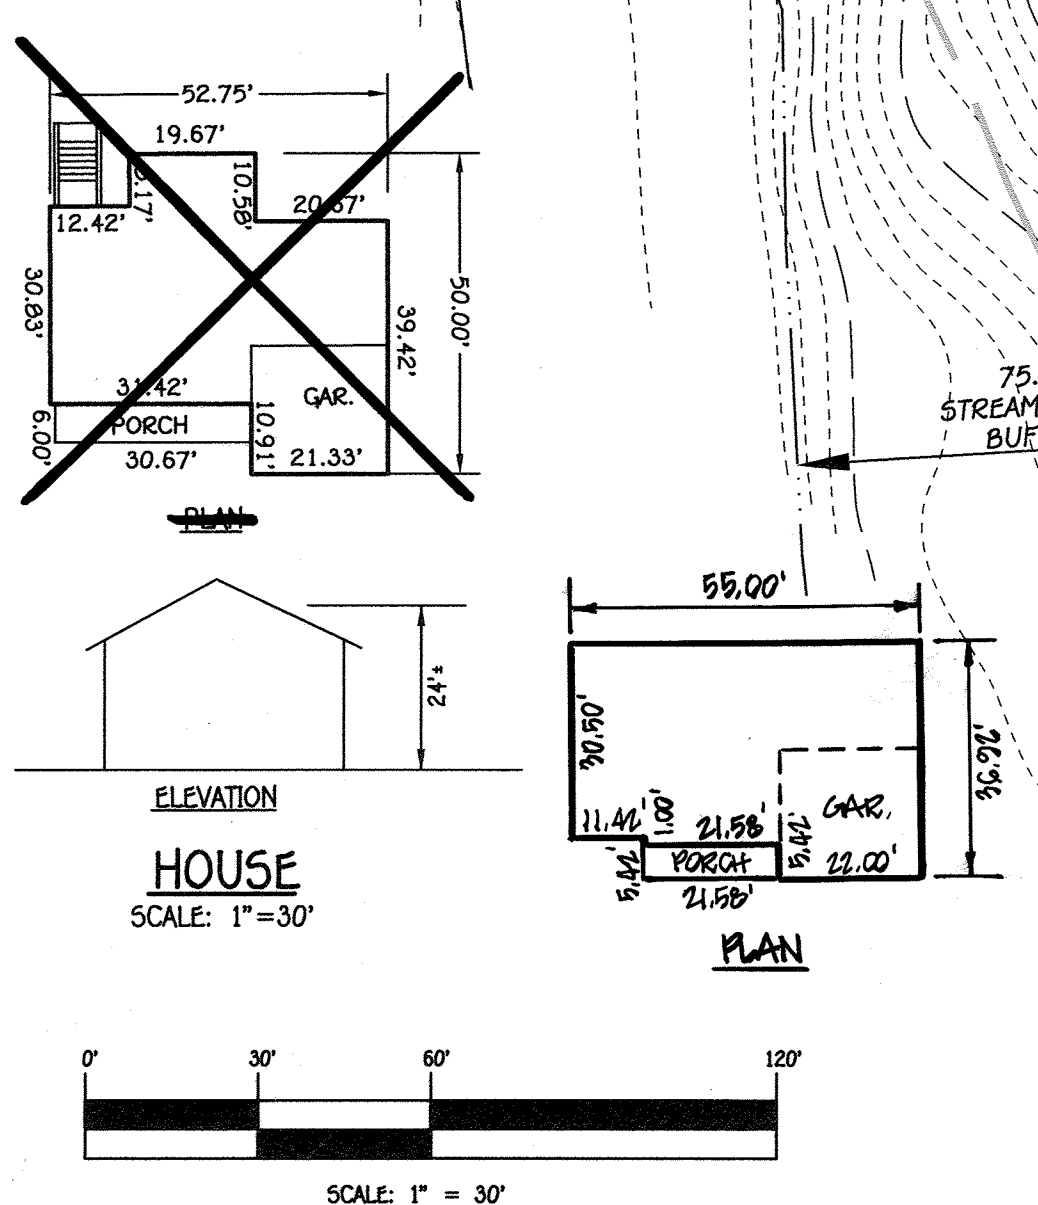 52.75'
19.67'
10.58'
20.67'
12.42'
30.83'
50.00'
39.42'
31.42'
GAR.
PORCH
6.00'
10.91'
30.67'
21.33'
PLAN
75.
STREAM
BUF
24'±
ELEVATION
HOUSE
SCALE: 1"=30'
55.00'
30.50'
36.92'
11.42'
1.00'
21.58'
GAR.
5.42'
PORCH
5.42'
22.00'
21.58'
PLAN
0' 30' 60' 120'
SCALE: 1" = 30'